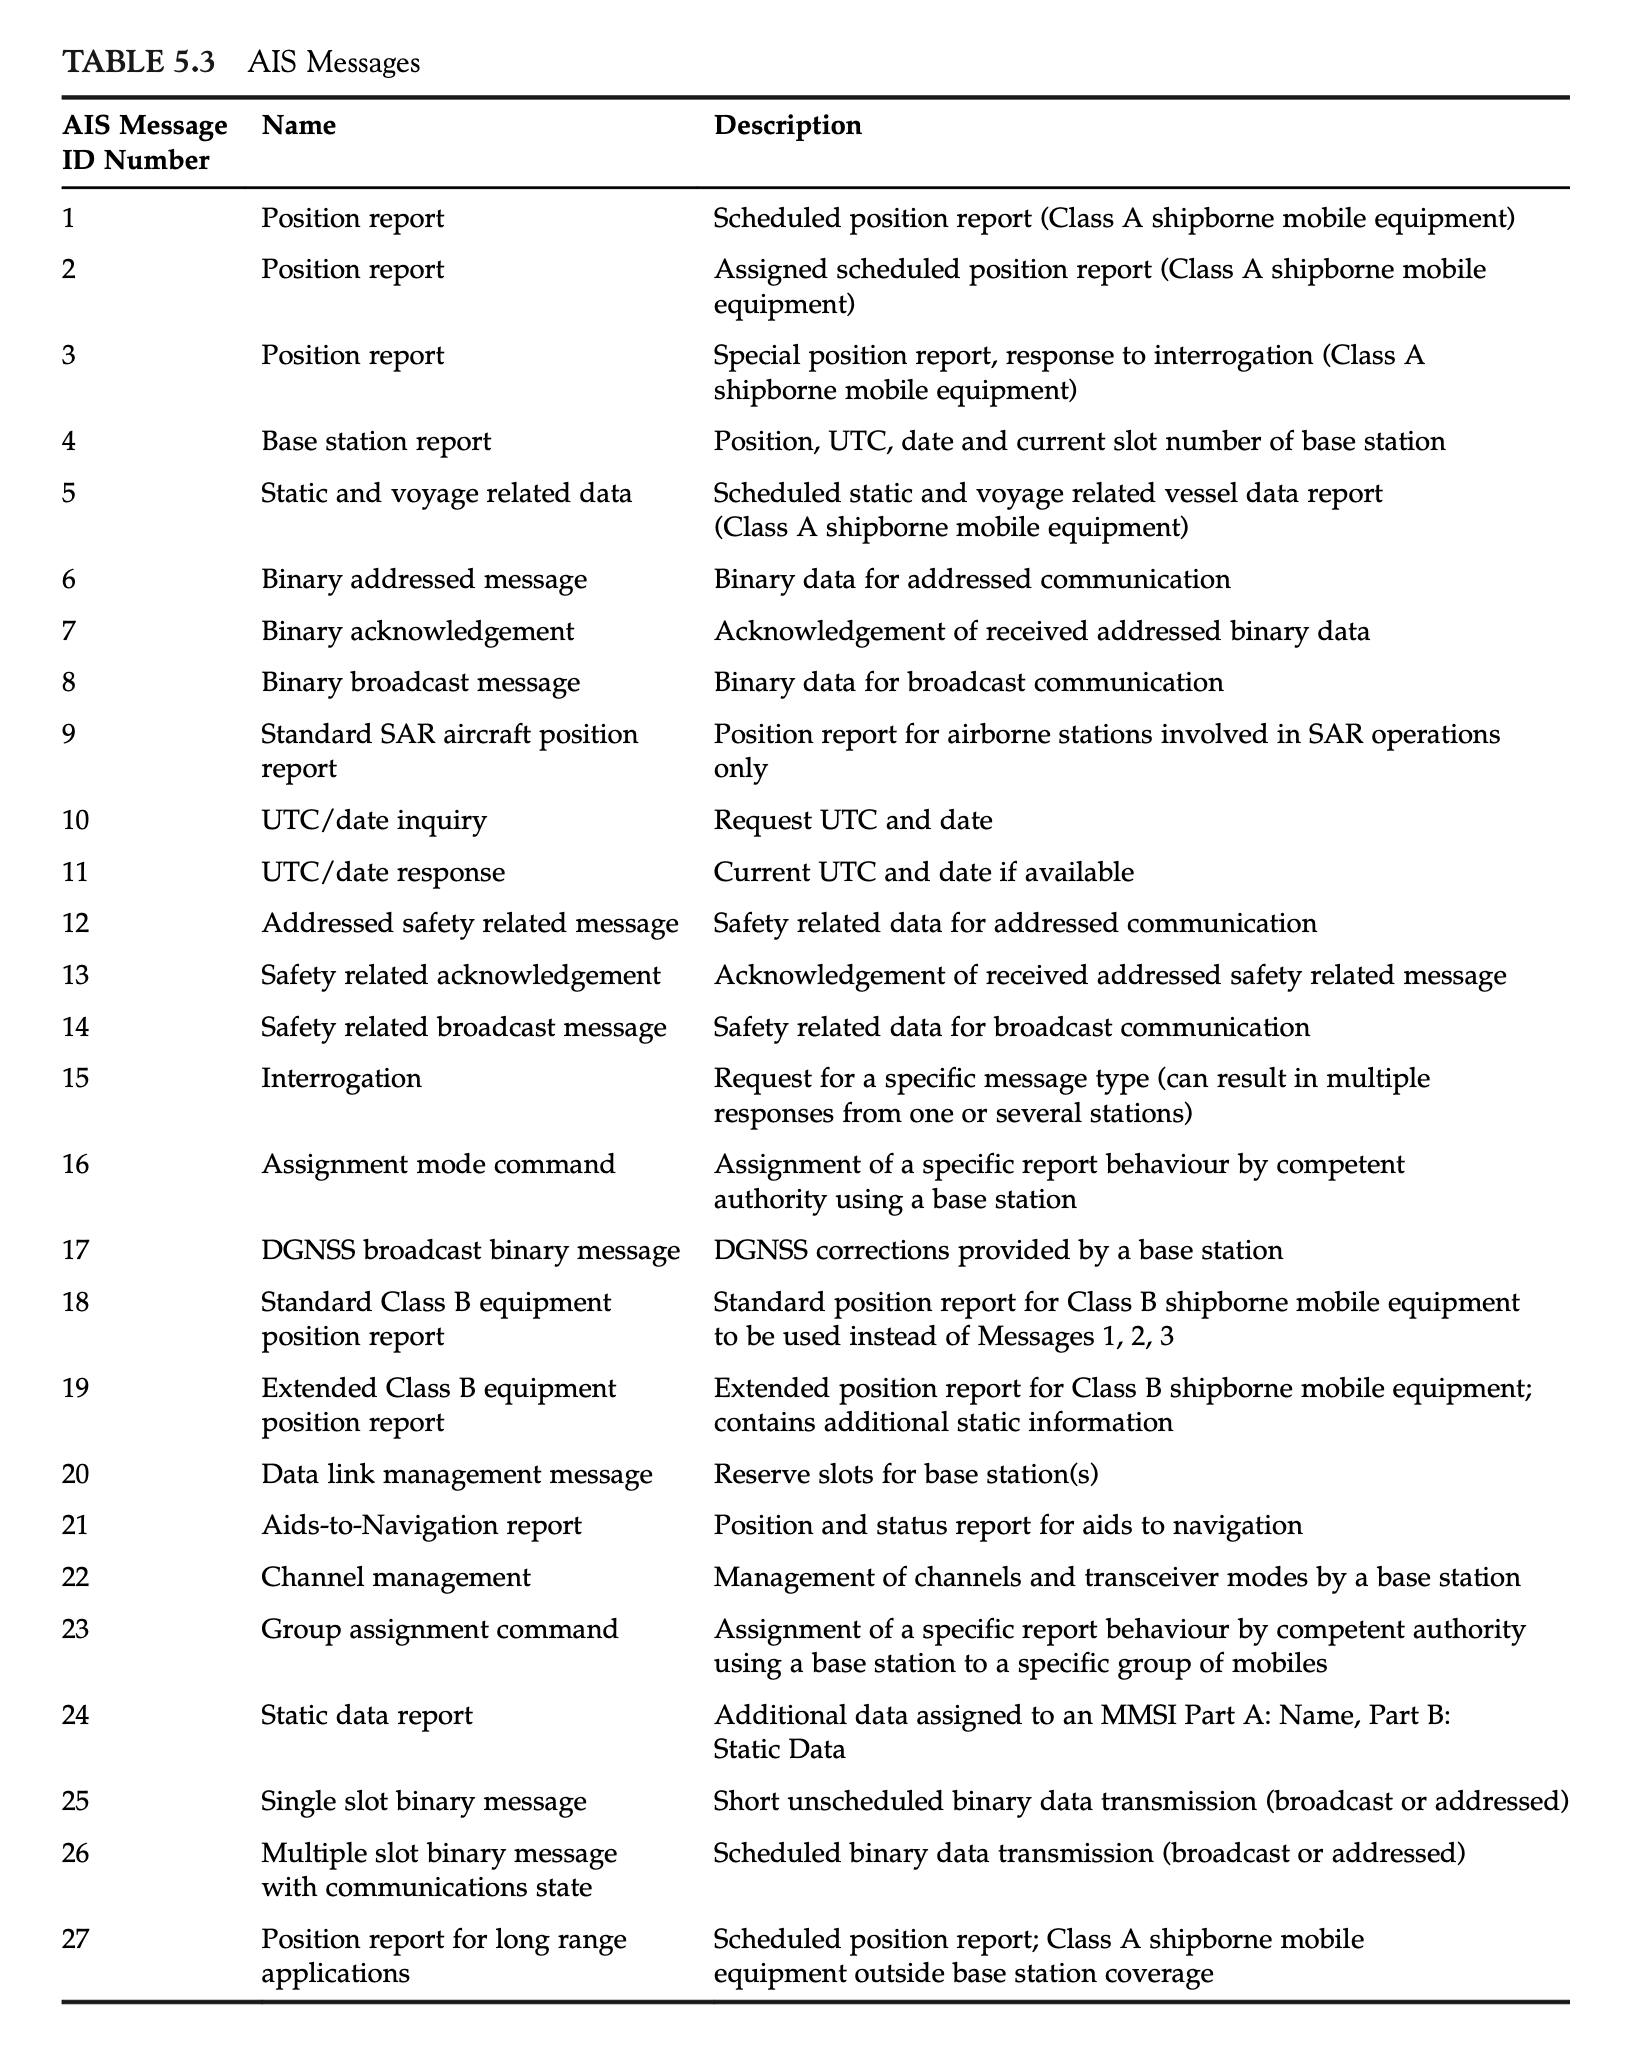 TABLE 5.3 AIS Messages
AIS Message Name Description
ID Number
1 Position report Scheduled position report (Class A shipborne mobile equipment)
2 Position report Assigned scheduled position report (Class A shipborne mobile
equipment)
3 Position report Special position report, response to interrogation (Class A
shipborne mobile equipment)
4 Base station report Position, UTC, date and current slot number of base station
5 Static and voyage related data Scheduled static and voyage related vessel data report
(Class A shipborne mobile equipment)
6 Binary addressed message Binary data for addressed communication
7 Binary acknowledgement Acknowledgement of received addressed binary data
8 Binary broadcast message Binary data for broadcast communication
9 Standard SAR aircraft position Position report for airborne stations involved in SAR operations
report only
10 UTC/date inquiry Request UTC and date
11 UTC/date response Current UTC and date if available
12 Addressed safety related message Safety related data for addressed communication
13 Safety related acknowledgement Acknowledgement of received addressed safety related message
14 Safety related broadcast message Safety related data for broadcast communication
15 Interrogation Request for a specific message type (can result in multiple
responses from one or several stations)
16 Assignment mode command Assignment of a specific report behaviour by competent
authority using a base station
17 DGNSS broadcast binary message DGNSS corrections provided by a base station
18 Standard Class B equipment Standard position report for Class B shipborne mobile equipment
position report to be used instead of Messages 1, 2, 3
19 Extended Class B equipment Extended position report for Class B shipborne mobile equipment;
position report contains additional static information
20 Data link management message Reserve slots for base station(s)
21 Aids-to-Navigation report Position and status report for aids to navigation
22 Channel management Management of channels and transceiver modes by a base station
23 Group assignment command Assignment of a specific report behaviour by competent authority
using a base station to a specific group of mobiles
24 Static data report Additional data assigned to an MMSI Part A: Name, Part B:
Static Data
25 Single slot binary message Short unscheduled binary data transmission (broadcast or addressed)
26 Multiple slot binary message Scheduled binary data transmission (broadcast or addressed)
with communications state
27 Position report for long range Scheduled position report; Class A shipborne mobile
applications equipment outside base station coverage